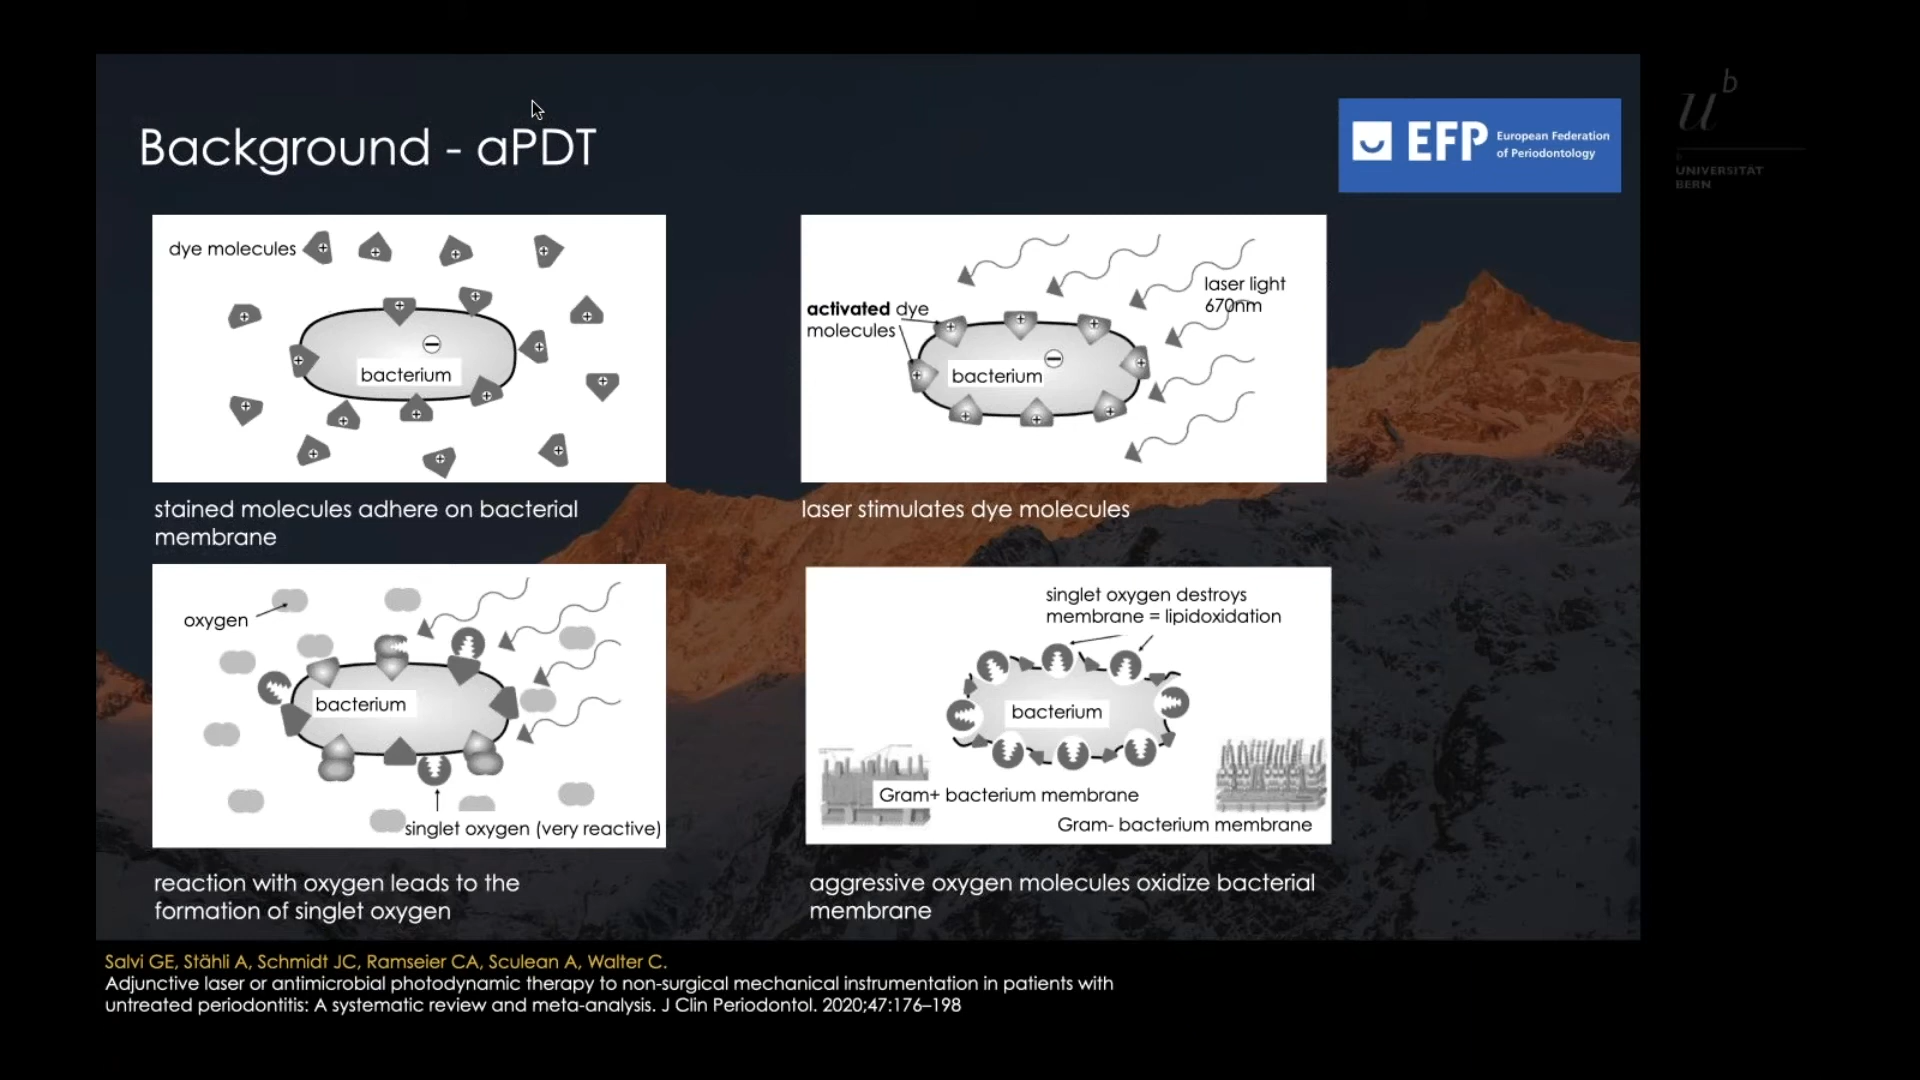 Background - aPDT
EFP European Federation
of Periodontology
u b
b
UNIVERSITÄT
BERN
dye molecules
bacterium
stained molecules adhere on bacterial
membrane
laser light
670nm
activated dye
molecules
bacterium
laser stimulates dye molecules
oxygen
bacterium
singlet oxygen (very reactive)
reaction with oxygen leads to the
formation of singlet oxygen
singlet oxygen destroys
membrane = lipidoxidation
bacterium
Gram+ bacterium membrane
Gram- bacterium membrane
aggressive oxygen molecules oxidize bacterial
membrane
Salvi GE, Stähli A, Schmidt JC, Ramseier CA, Sculean A, Walter C.
Adjunctive laser or antimicrobial photodynamic therapy to non-surgical mechanical instrumentation in patients with
untreated periodontitis: A systematic review and meta-analysis. J Clin Periodontol. 2020;47:176–198